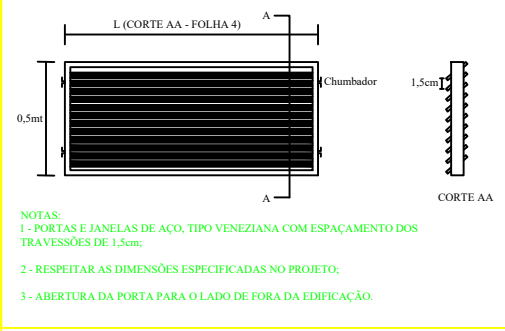 L (CORTE AA - FOLHA 4)
A
Chumbador
0,5mt
1,5cm
A
CORTE AA
NOTAS:
1 - PORTAS E JANELAS DE AÇO, TIPO VENEZIANA COM ESPAÇAMENTO DOS
TRAVESSÕES DE 1,5cm;
2 - RESPEITAR AS DIMENSÕES ESPECIFICADAS NO PROJETO;
3 - ABERTURA DA PORTA PARA O LADO DE FORA DA EDIFICAÇÃO.